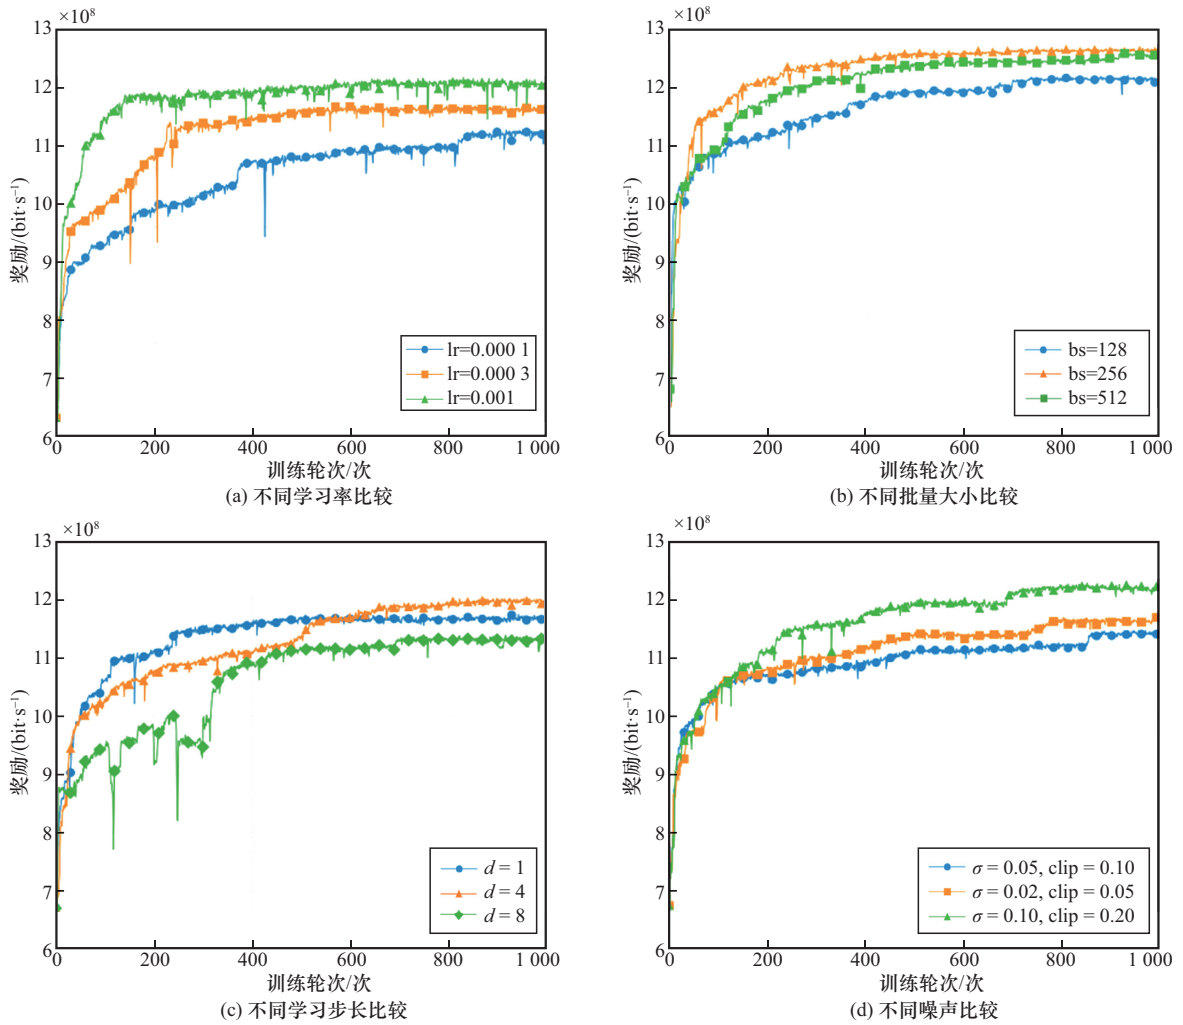 ×10⁸
13
12
11
10
9
8
7
6
奖励/(bit·s⁻¹)
lr=0.000 1
lr=0.000 3
lr=0.001
0
200
400
600
800
1 000
训练轮次/次
(a) 不同学习率比较
×10⁸
13
12
11
10
9
8
7
6
奖励/(bit·s⁻¹)
bs=128
bs=256
bs=512
0
200
400
600
800
1 000
训练轮次/次
(b) 不同批量大小比较
×10⁸
13
12
11
10
9
8
7
6
奖励/(bit·s⁻¹)
d = 1
d = 4
d = 8
0
200
400
600
800
1 000
训练轮次/次
(c) 不同学习步长比较
×10⁸
13
12
11
10
9
8
7
6
奖励/(bit·s⁻¹)
σ = 0.05, clip = 0.10
σ = 0.02, clip = 0.05
σ = 0.10, clip = 0.20
0
200
400
600
800
1 000
训练轮次/次
(d) 不同噪声比较